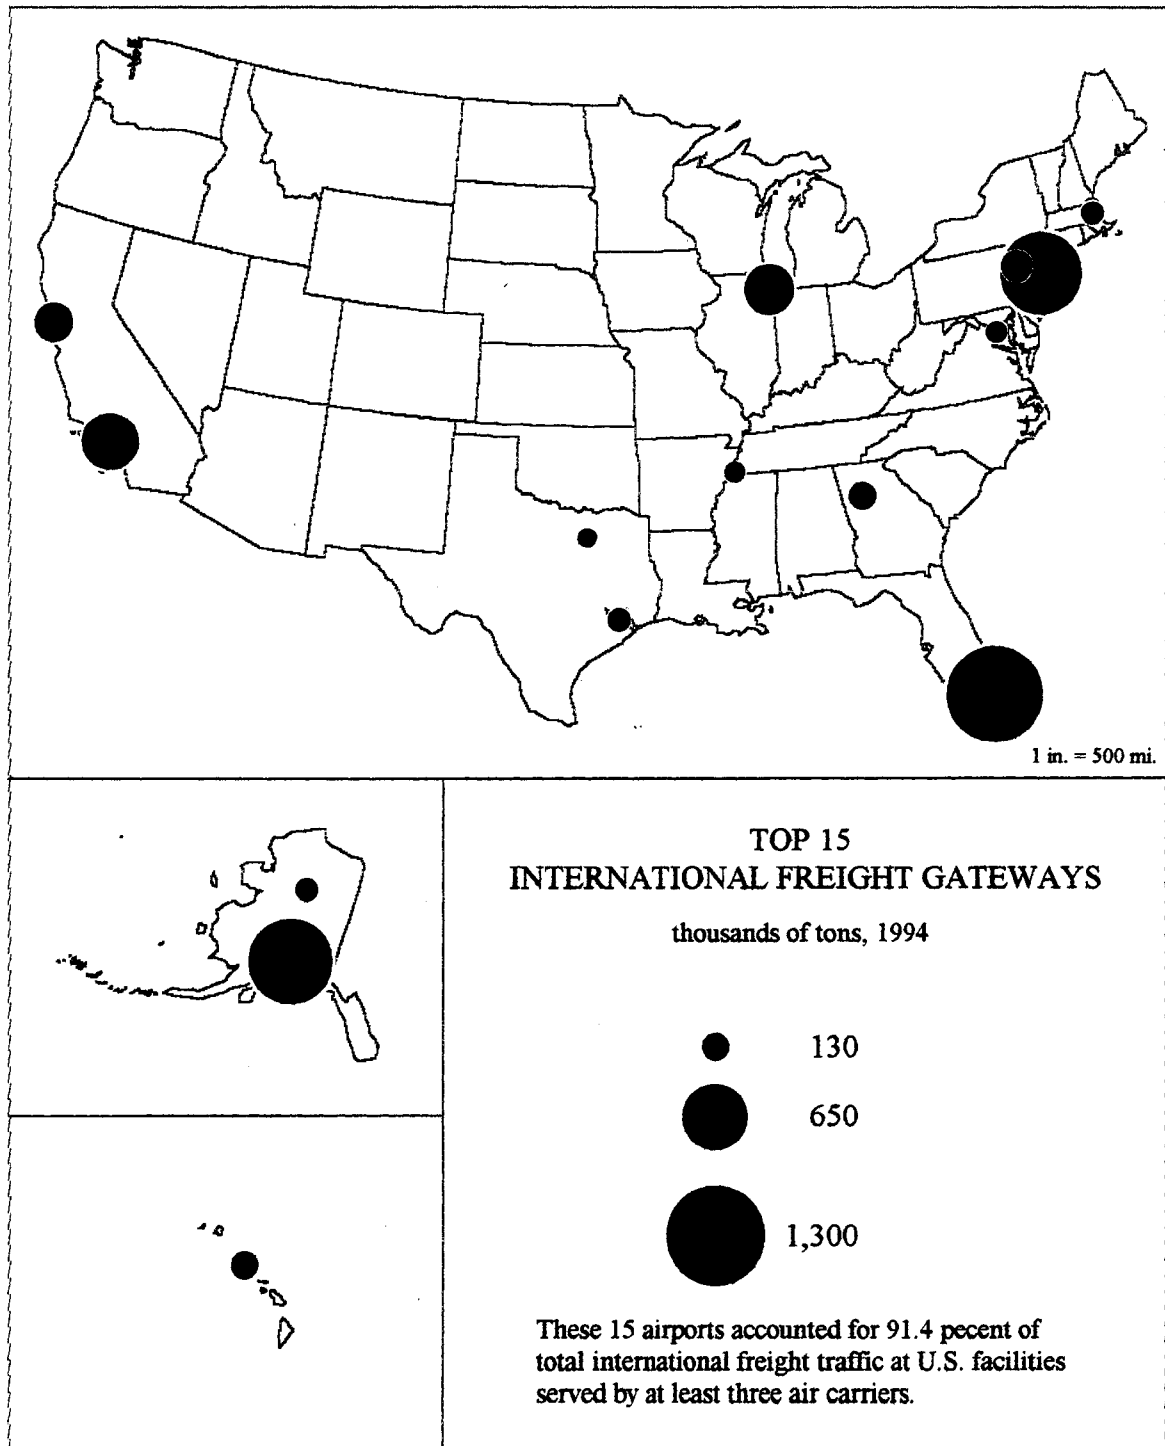 1 in. = 500 mi.
TOP 15
INTERNATIONAL FREIGHT GATEWAYS
thousands of tons, 1994
130
650
1,300
These 15 airports accounted for 91.4 pecent of
total international freight traffic at U.S. facilities
served by at least three air carriers.